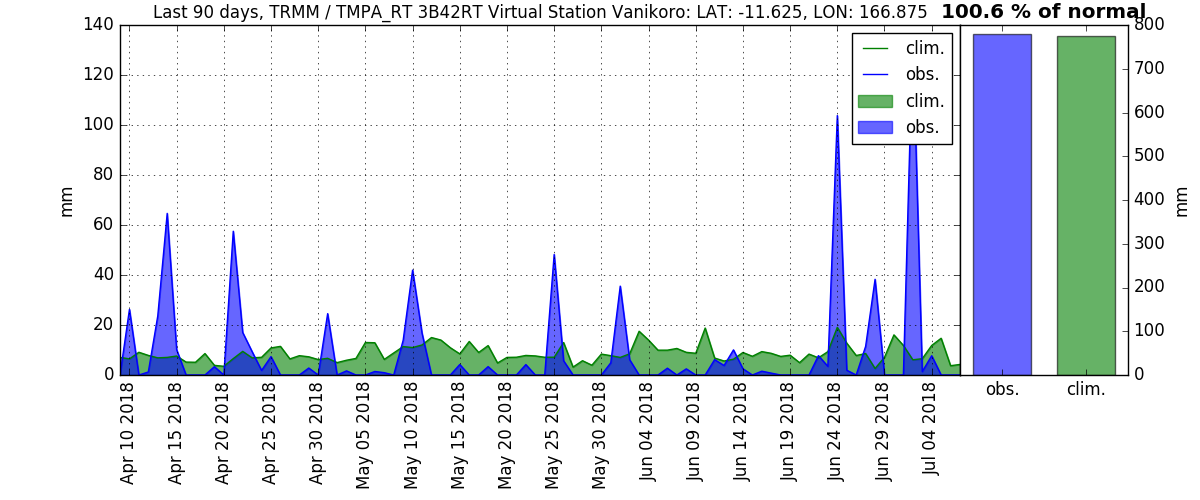 Last 90 days, TRMM / TMPA_RT 3B42RT Virtual Station Vanikoro: LAT: -11.625, LON: 166.875
100.6 % of normal
140
120
100
80
60
40
20
0
mm
clim.
obs.
clim.
obs.
Apr 10 2018
Apr 15 2018
Apr 20 2018
Apr 25 2018
Apr 30 2018
May 05 2018
May 10 2018
May 15 2018
May 20 2018
May 25 2018
May 30 2018
Jun 04 2018
Jun 09 2018
Jun 14 2018
Jun 19 2018
Jun 24 2018
Jun 29 2018
Jul 04 2018
800
700
600
500
400
300
200
100
0
mm
obs.
clim.